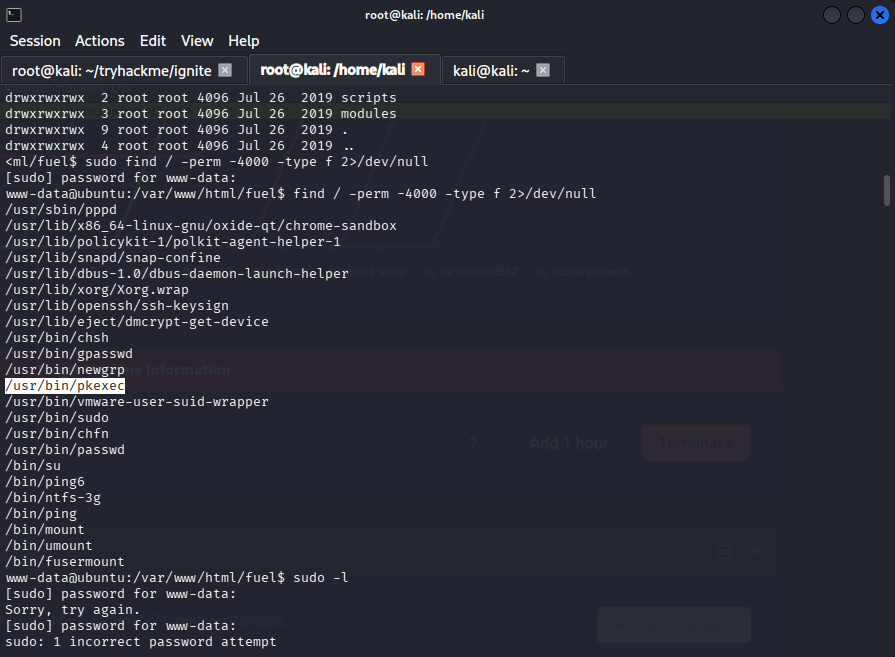 root@kali: /home/kali
Session Actions Edit View Help
root@kali: ~/tryhackme/ignite root@kali: /home/kali kali@kali: ~
drwxrwxrwx 2 root root 4096 Jul 26 2019 scripts
drwxrwxrwx 3 root root 4096 Jul 26 2019 modules
drwxrwxrwx 9 root root 4096 Jul 26 2019 .
drwxrwxrwx 4 root root 4096 Jul 26 2019 ..
<ml/fuel$ sudo find / -perm -4000 -type f 2>/dev/null
[sudo] password for www-data:
www-data@ubuntu:/var/www/html/fuel$ find / -perm -4000 -type f 2>/dev/null
/usr/sbin/pppd
/usr/lib/x86_64-linux-gnu/oxide-qt/chrome-sandbox
/usr/lib/policykit-1/polkit-agent-helper-1
/usr/lib/snapd/snap-confine
/usr/lib/dbus-1.0/dbus-daemon-launch-helper
/usr/lib/xorg/Xorg.wrap
/usr/lib/openssh/ssh-keysign
/usr/lib/eject/dmcrypt-get-device
/usr/bin/chsh
/usr/bin/gpasswd
/usr/bin/newgrp
/usr/bin/pkexec
/usr/bin/vmware-user-suid-wrapper
/usr/bin/sudo
/usr/bin/chfn
/usr/bin/passwd
/bin/su
/bin/ping6
/bin/ntfs-3g
/bin/ping
/bin/mount
/bin/umount
/bin/fusermount
www-data@ubuntu:/var/www/html/fuel$ sudo -l
[sudo] password for www-data:
Sorry, try again.
[sudo] password for www-data:
sudo: 1 incorrect password attempt
Information
? Add 1 hour Terminate